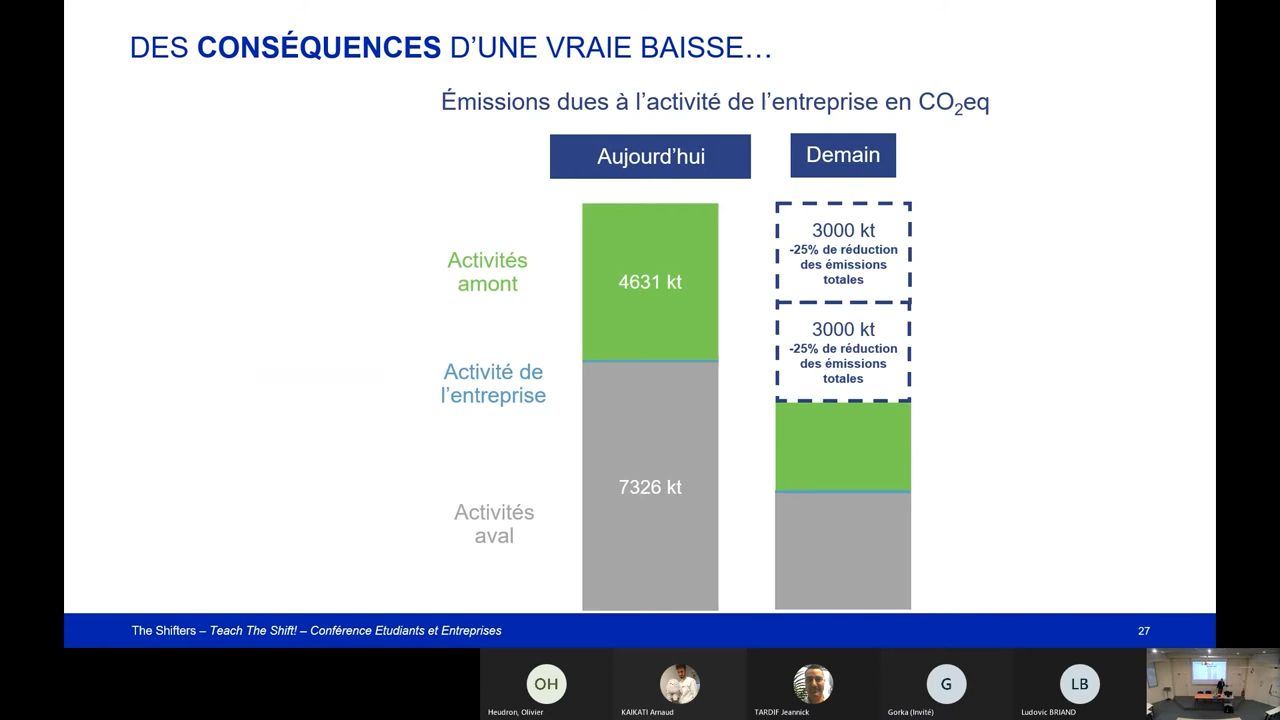 DES CONSÉQUENCES D'UNE VRAIE BAISSE…
Émissions dues à l'activité de l'entreprise en CO2eq
Aujourd'hui
Demain
Activités
amont
4631 kt
3000 kt
-25% de réduction
des émissions
totales
3000 kt
-25% de réduction
des émissions
totales
Activité de
l'entreprise
7326 kt
Activités
aval
The Shifters – Teach The Shift! – Conférence Etudiants et Entreprises
27
OH
G
LB
Heudron, Olivier
KAIKATI Arnaud
TARDIF Jeannick
Gorka (Invité)
Ludovic BRIAND